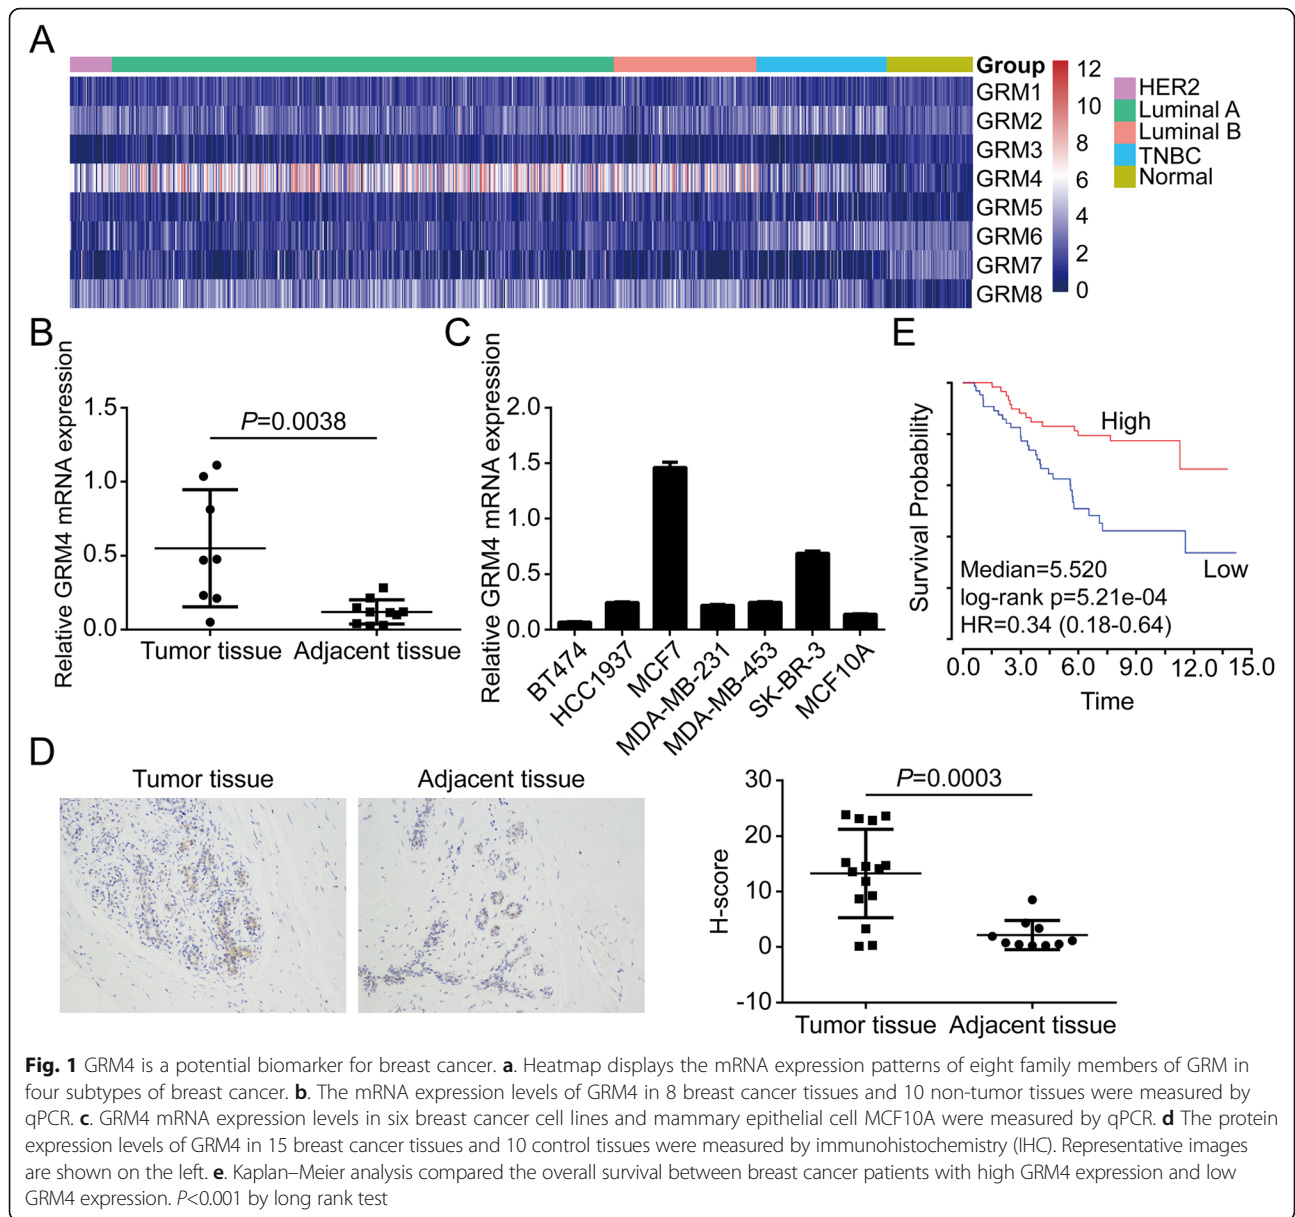 A
Group
GRM1
GRM2
GRM3
GRM4
GRM5
GRM6
GRM7
GRM8
12
10
8
6
4
2
0
HER2
Luminal A
Luminal B
TNBC
Normal
B
Relative GRM4 mRNA expression
1.5
1.0
0.5
0.0
P=0.0038
Tumor tissue
Adjacent tissue
C
Relative GRM4 mRNA expression
2.0
1.5
1.0
0.5
0.0
BT474
HCC1937
MCF7
MDA-MB-231
MDA-MB-453
SK-BR-3
MCF10A
E
Survival Probability
High
Low
Median=5.520
log-rank p=5.21e-04
HR=0.34 (0.18-0.64)
0.0 3.0 6.0 9.0 12.0 15.0
Time
D
Tumor tissue
Adjacent tissue
H-score
30
20
10
0
-10
P=0.0003
Tumor tissue
Adjacent tissue
Fig. 1 GRM4 is a potential biomarker for breast cancer. a. Heatmap displays the mRNA expression patterns of eight family members of GRM in
four subtypes of breast cancer. b. The mRNA expression levels of GRM4 in 8 breast cancer tissues and 10 non-tumor tissues were measured by
qPCR. c. GRM4 mRNA expression levels in six breast cancer cell lines and mammary epithelial cell MCF10A were measured by qPCR. d The protein
expression levels of GRM4 in 15 breast cancer tissues and 10 control tissues were measured by immunohistochemistry (IHC). Representative images
are shown on the left. e. Kaplan–Meier analysis compared the overall survival between breast cancer patients with high GRM4 expression and low
GRM4 expression. P<0.001 by long rank test